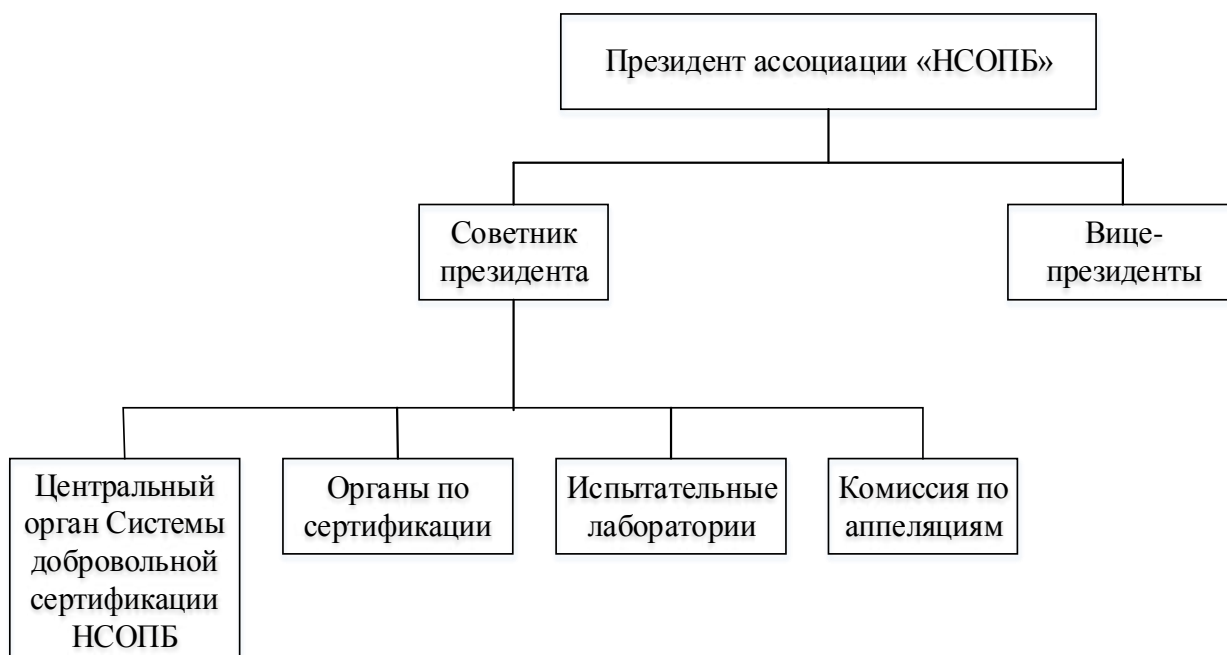 Президент ассоциации «НСОПБ»
Советник
президента
Вице-
президенты
Центральный
орган Системы
добровольной
сертификации
НСОПБ
Органы по
сертификации
Испытательные
лаборатории
Комиссия по
аппеляциям